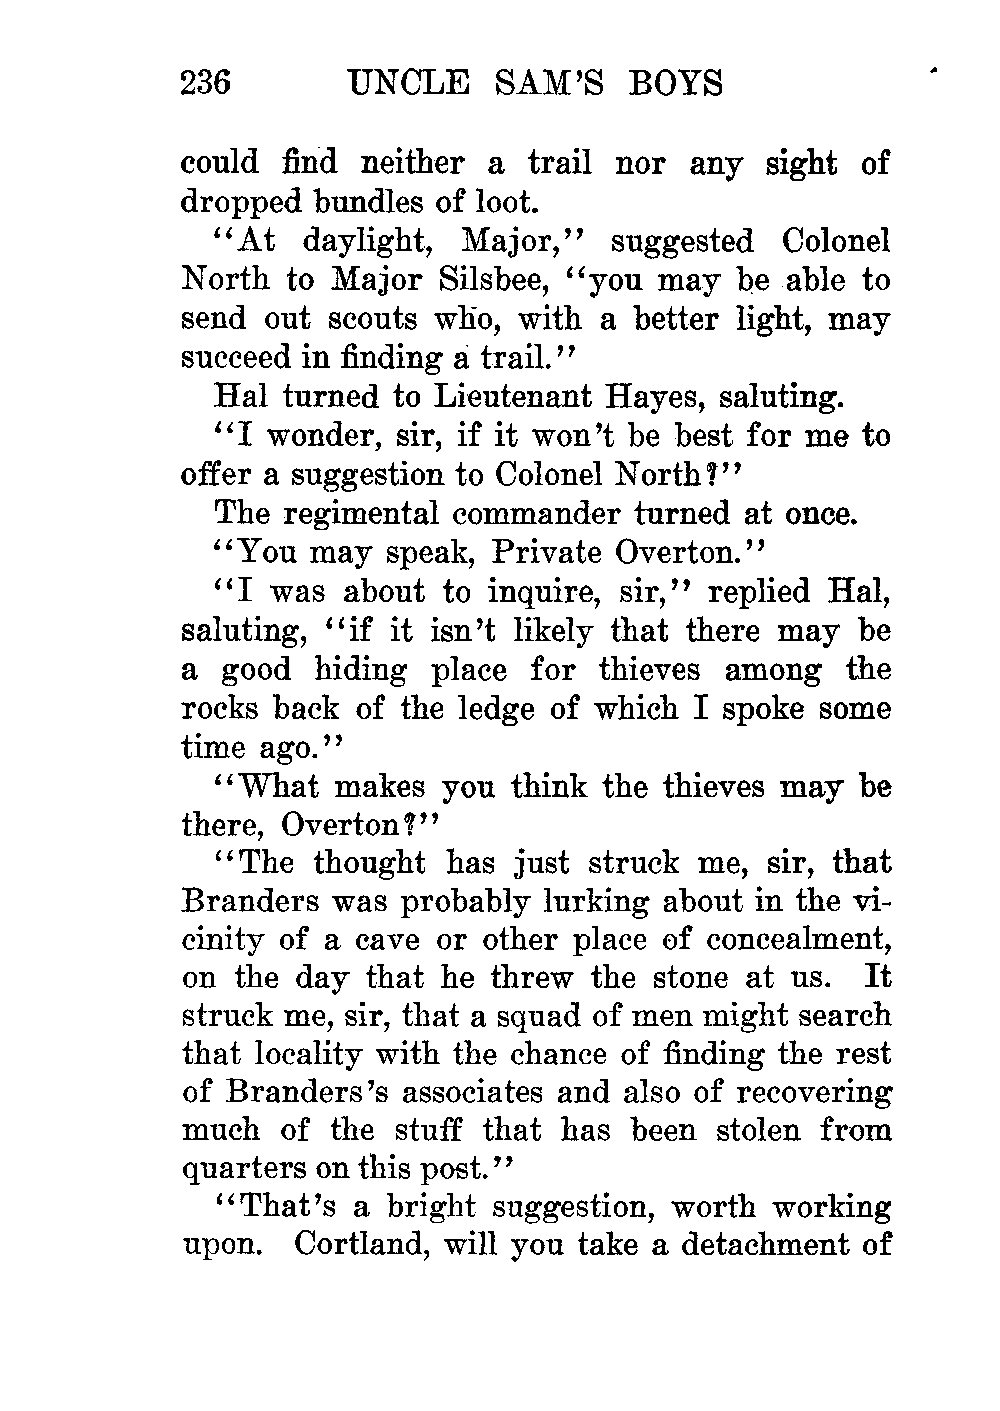 236 UNCLE SAM'S BOYS
could find neither a trail nor any sight of
dropped bundles of loot.
"At daylight, Major," suggested Colonel
North to Major Silsbee, "you may be able to
send out scouts who, with a better light, may
succeed in finding a trail."
Hal turned to Lieutenant Hayes, saluting.
"I wonder, sir, if it won't be best for me to
offer a suggestion to Colonel North?"
The regimental commander turned at once.
"You may speak, Private Overton."
"I was about to inquire, sir," replied Hal,
saluting, "if it isn't likely that there may be
a good hiding place for thieves among the
rocks back of the ledge of which I spoke some
time ago."
"What makes you think the thieves may be
there, Overton?"
"The thought has just struck me, sir, that
Branders was probably lurking about in the vi-
cinity of a cave or other place of concealment,
on the day that he threw the stone at us. It
struck me, sir, that a squad of men might search
that locality with the chance of finding the rest
of Branders's associates and also of recovering
much of the stuff that has been stolen from
quarters on this post."
"That's a bright suggestion, worth working
upon. Cortland, will you take a detachment of